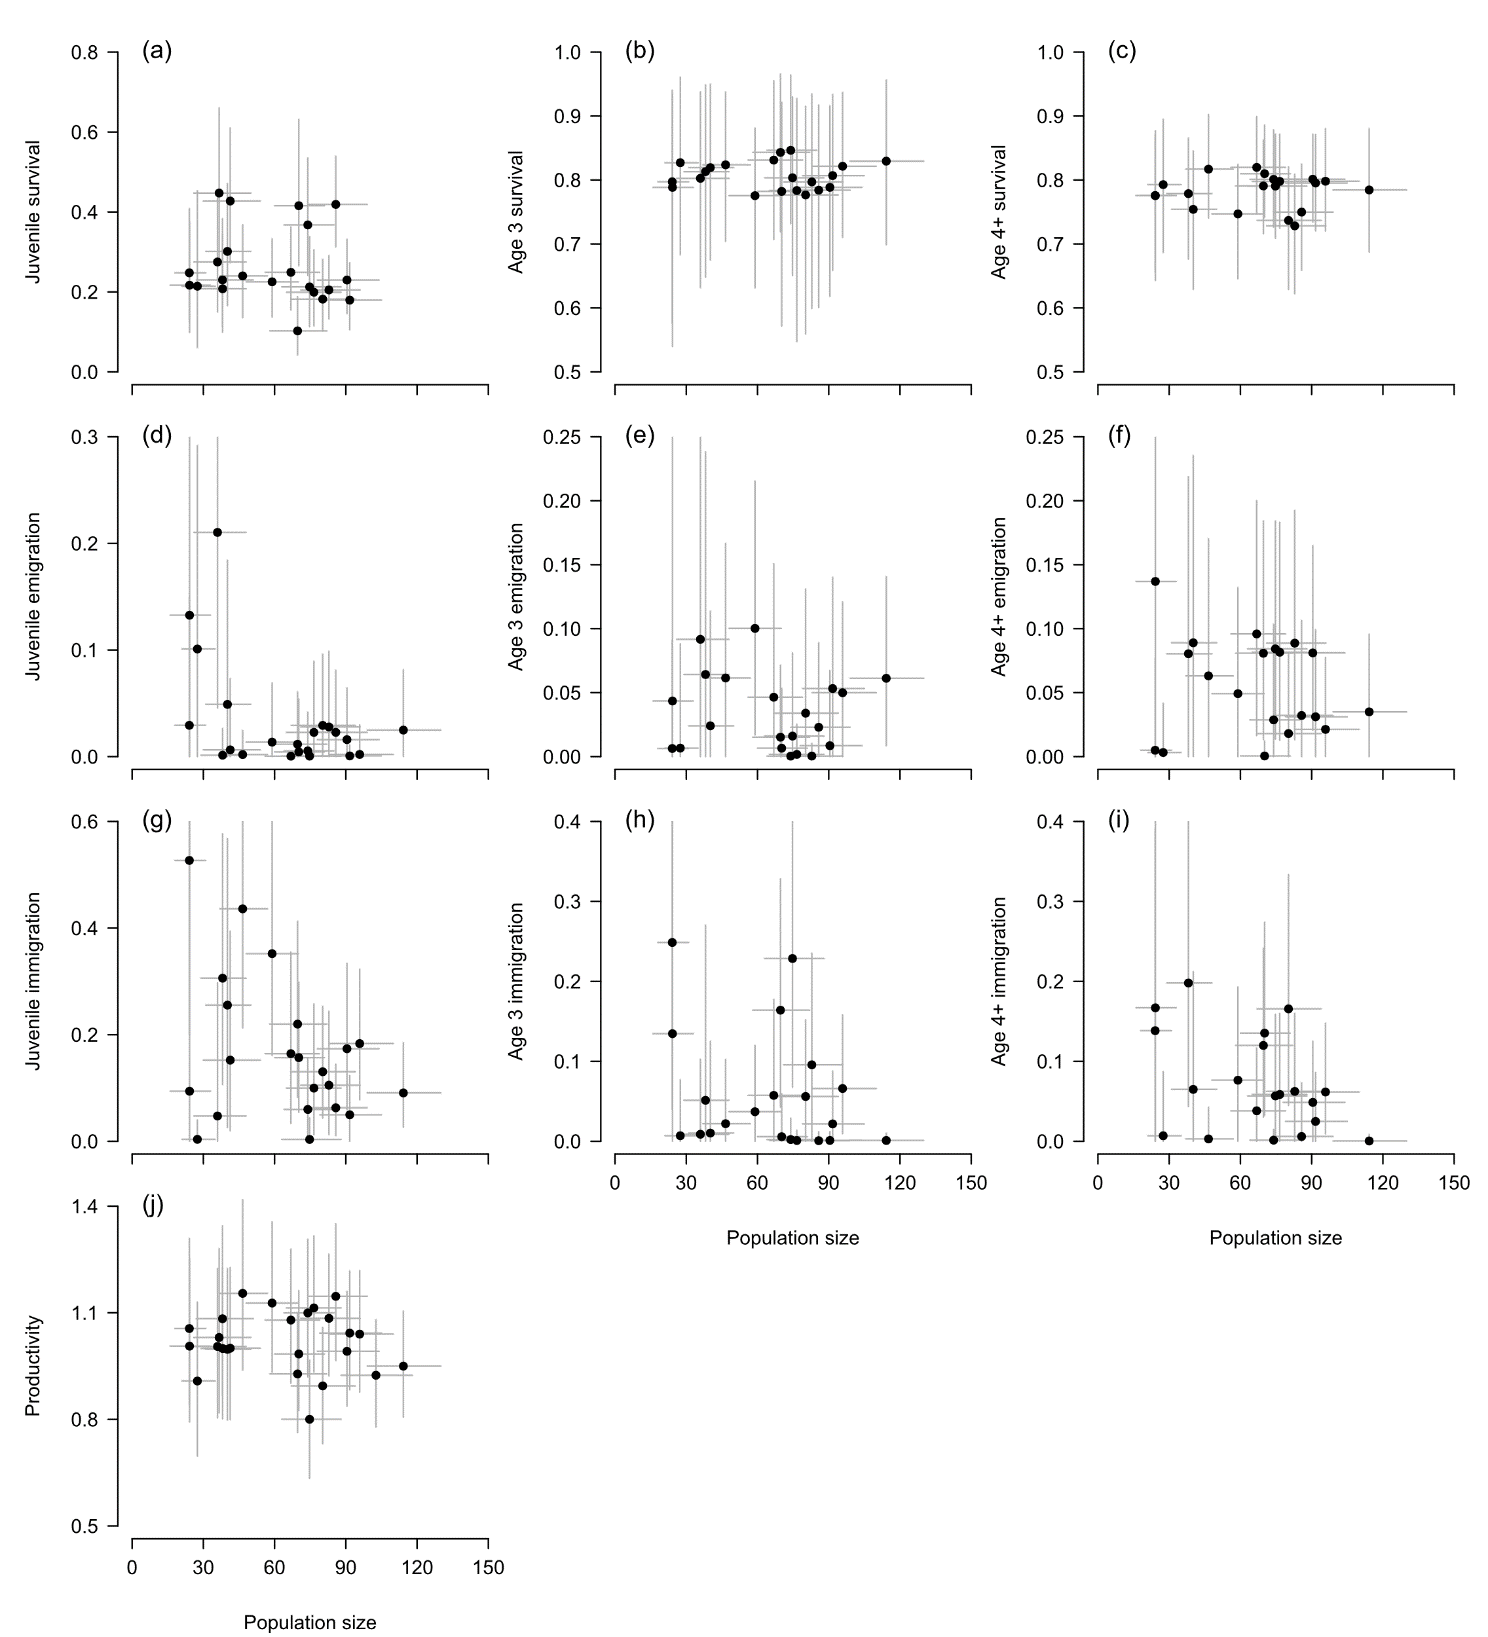 (a)
Juvenile survival
0.8
0.6
0.4
0.2
0.0
(b)
Age 3 survival
1.0
0.9
0.8
0.7
0.6
0.5
(c)
Age 4+ survival
1.0
0.9
0.8
0.7
0.6
0.5
(d)
Juvenile emigration
0.3
0.2
0.1
0.0
(e)
Age 3 emigration
0.25
0.20
0.15
0.10
0.05
0.00
(f)
Age 4+ emigration
0.25
0.20
0.15
0.10
0.05
0.00
(g)
Juvenile immigration
0.6
0.4
0.2
0.0
(h)
Age 3 immigration
0.4
0.3
0.2
0.1
0.0
0 30 60 90 120 150
Population size
(i)
Age 4+ immigration
0.4
0.3
0.2
0.1
0.0
0 30 60 90 120 150
Population size
(j)
Productivity
1.4
1.1
0.8
0.5
0 30 60 90 120 150
Population size